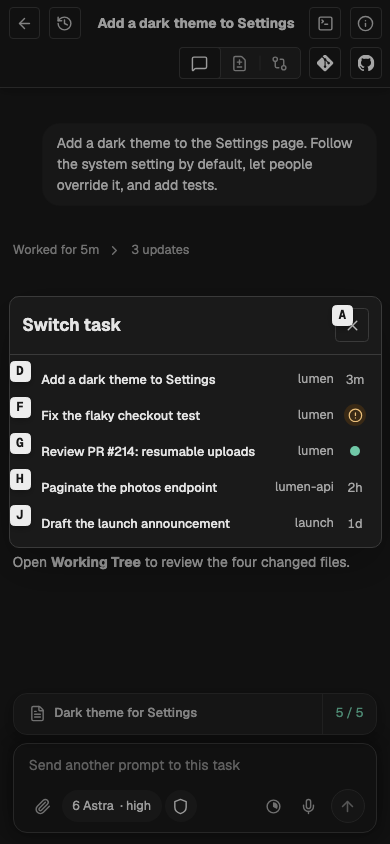 Add a dark theme to Settings
Add a dark theme to the Settings page. Follow
the system setting by default, let people
override it, and add tests.
Worked for 5m > 3 updates
Switch task
A
D
Add a dark theme to Settings lumen 3m
F
Fix the flaky checkout test lumen
G
Review PR #214: resumable uploads lumen
H
Paginate the photos endpoint lumen-api 2h
J
Draft the launch announcement launch 1d
Open Working Tree to review the four changed files.
Dark theme for Settings 5 / 5
Send another prompt to this task
6 Astra · high